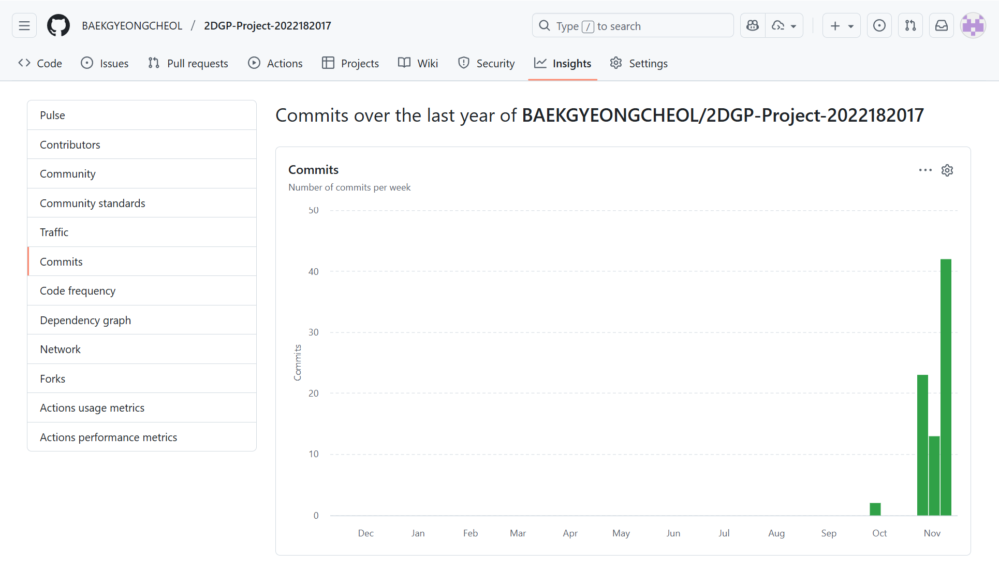 BAEKGYEONGCHEOL / 2DGP-Project-2022182017
Type / to search
Code
Issues
Pull requests
Actions
Projects
Wiki
Security
Insights
Settings
Pulse
Contributors
Community
Community standards
Traffic
Commits
Code frequency
Dependency graph
Network
Forks
Actions usage metrics
Actions performance metrics
Commits over the last year of BAEKGYEONGCHEOL/2DGP-Project-2022182017
Commits
Number of commits per week
50
40
30
20
10
0
Commits
Dec Jan Feb Mar Apr May Jun Jul Aug Sep Oct Nov